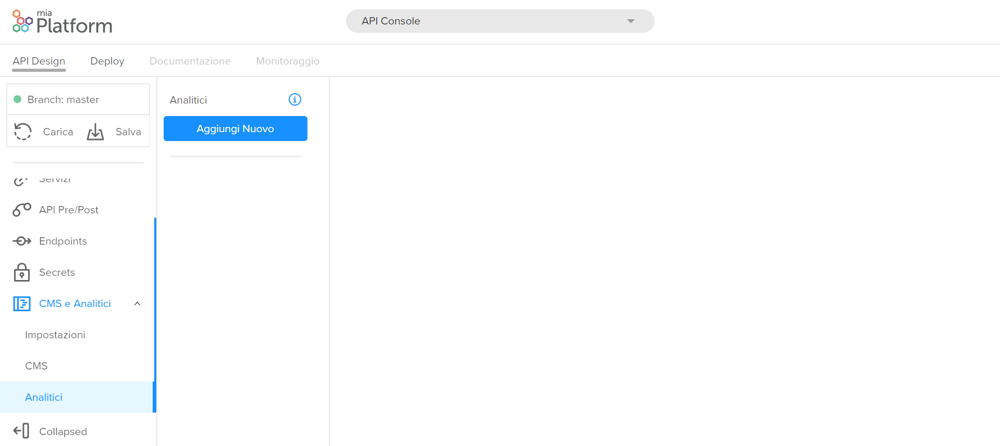 mia
Platform
API Console
API Design Deploy Documentazione Monitoraggio
Branch: master
Carica Salva
Servizi
API Pre/Post
Endpoints
Secrets
CMS e Analitici
Impostazioni
CMS
Analitici
Collapsed
Analitici
Aggiungi Nuovo